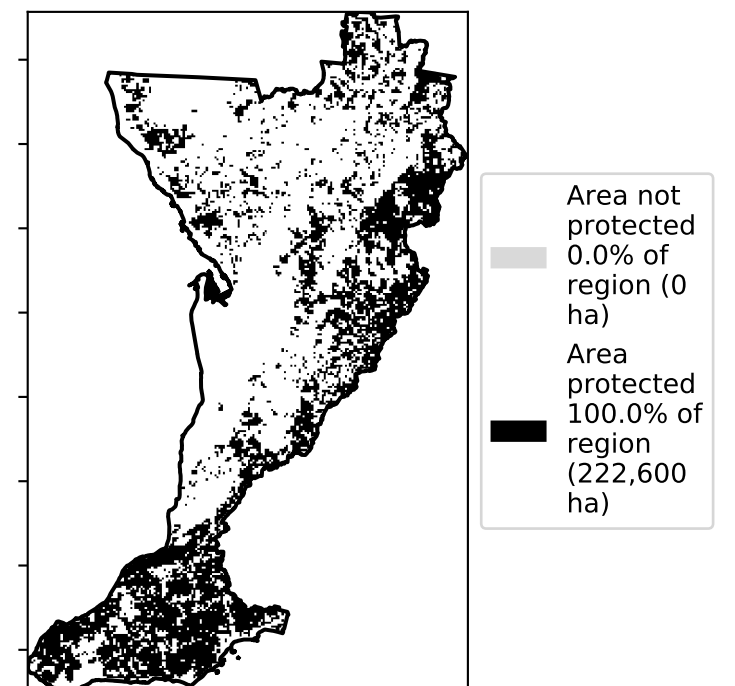 Area not
protected
0.0% of
region (0
ha)
Area
protected
100.0% of
region
(222,600
ha)